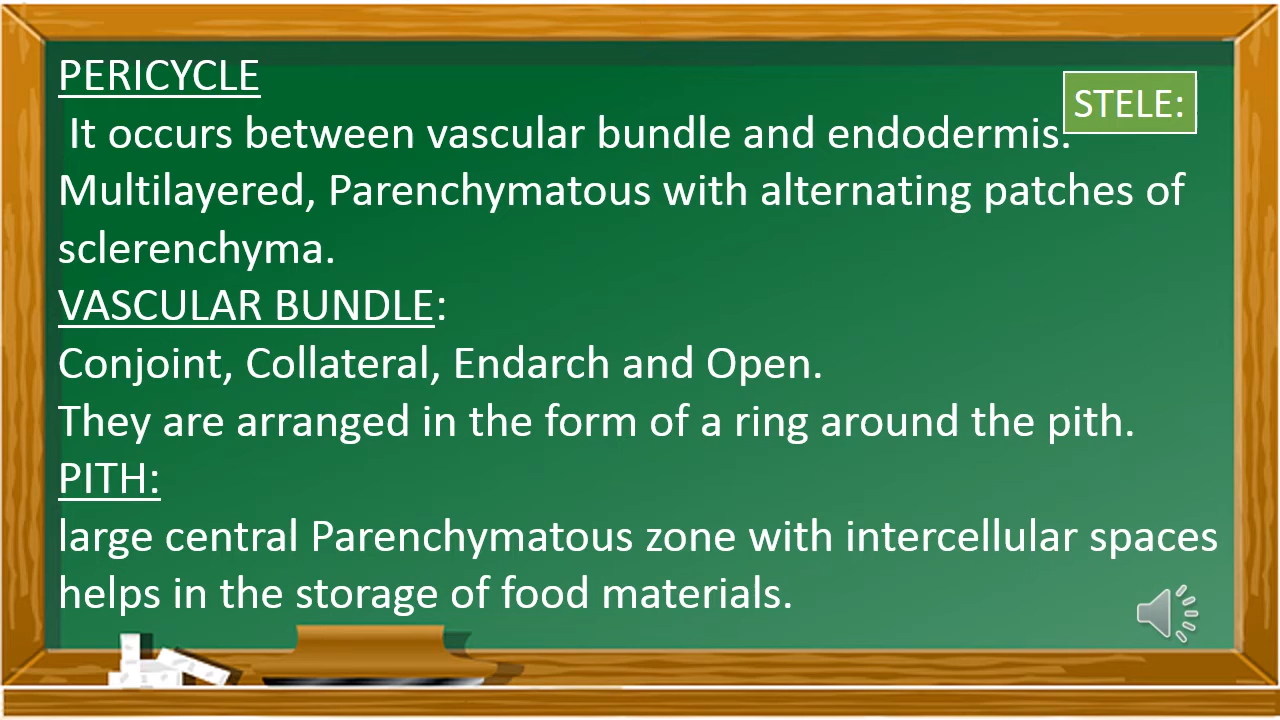 PERICYCLE
STELE:
It occurs between vascular bundle and endodermis.
Multilayered, Parenchymatous with alternating patches of
sclerenchyma.
VASCULAR BUNDLE:
Conjoint, Collateral, Endarch and Open.
They are arranged in the form of a ring around the pith.
PITH:
large central Parenchymatous zone with intercellular spaces
helps in the storage of food materials.